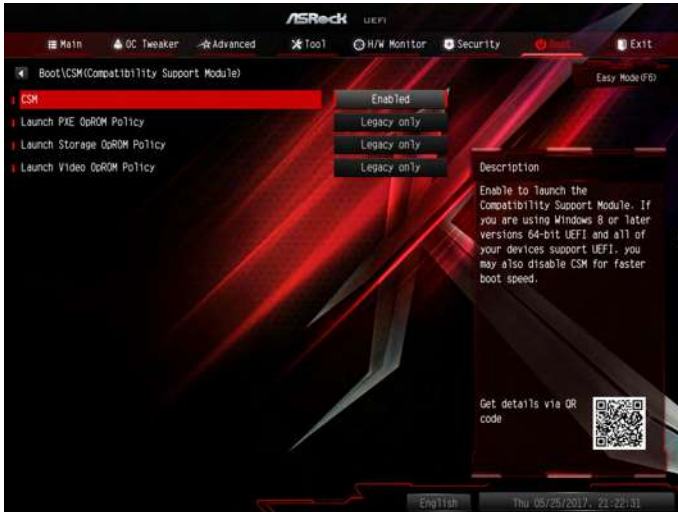 ASRock UEFI
Main OC Tweaker Advanced Tool H/W Monitor Security Boot Exit
Boot\CSM(Compatibility Support Module)
Easy Mode(F6)
CSM Enabled
Launch PXE OpROM Policy Legacy only
Launch Storage OpROM Policy Legacy only
Launch Video OpROM Policy Legacy only
Description
Enable to launch the
Compatibility Support Module. If
you are using Windows 8 or later
versions 64-bit UEFI and all of
your devices support UEFI. you
may also disable CSM for faster
boot speed.
Get details via QR
code
English Thu 05/25/2017. 21:22:31